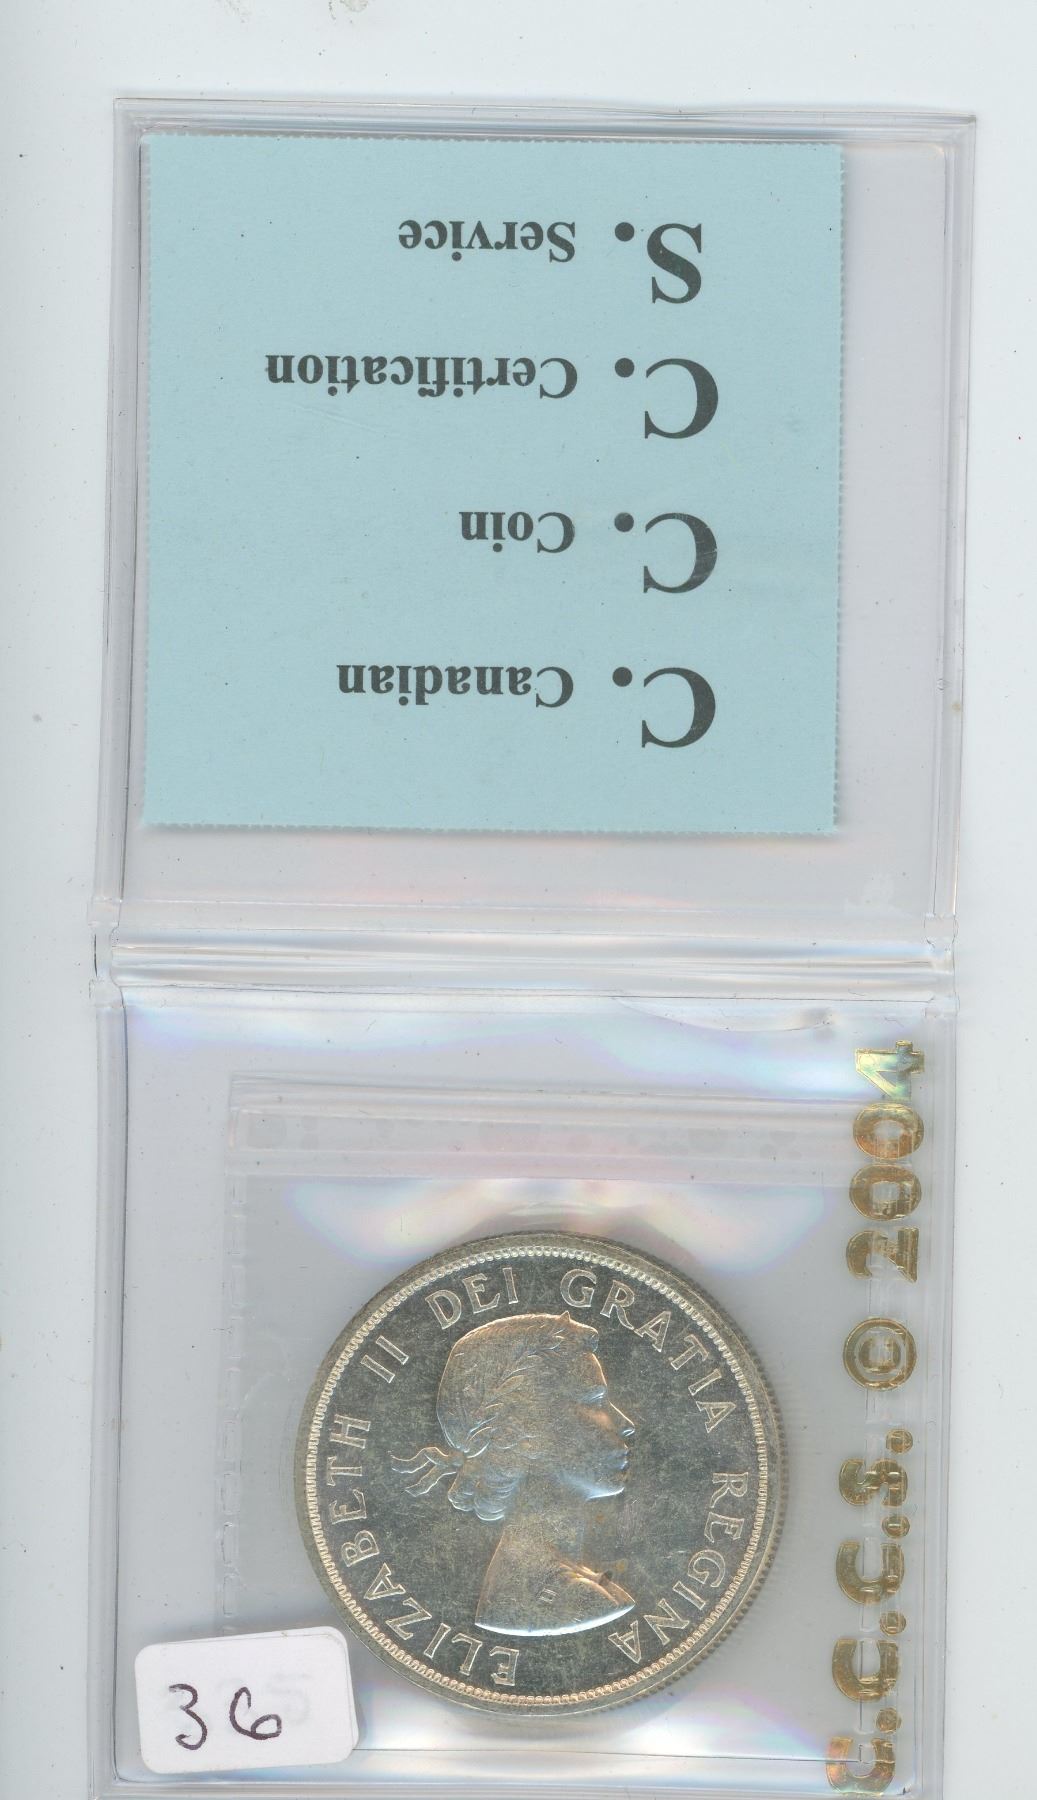 C. Canadian
C. Coin
C. Certification
S. Service
ELIZABETH II DEI GRATIA REGINA
C.C.C.S. © 2004
36